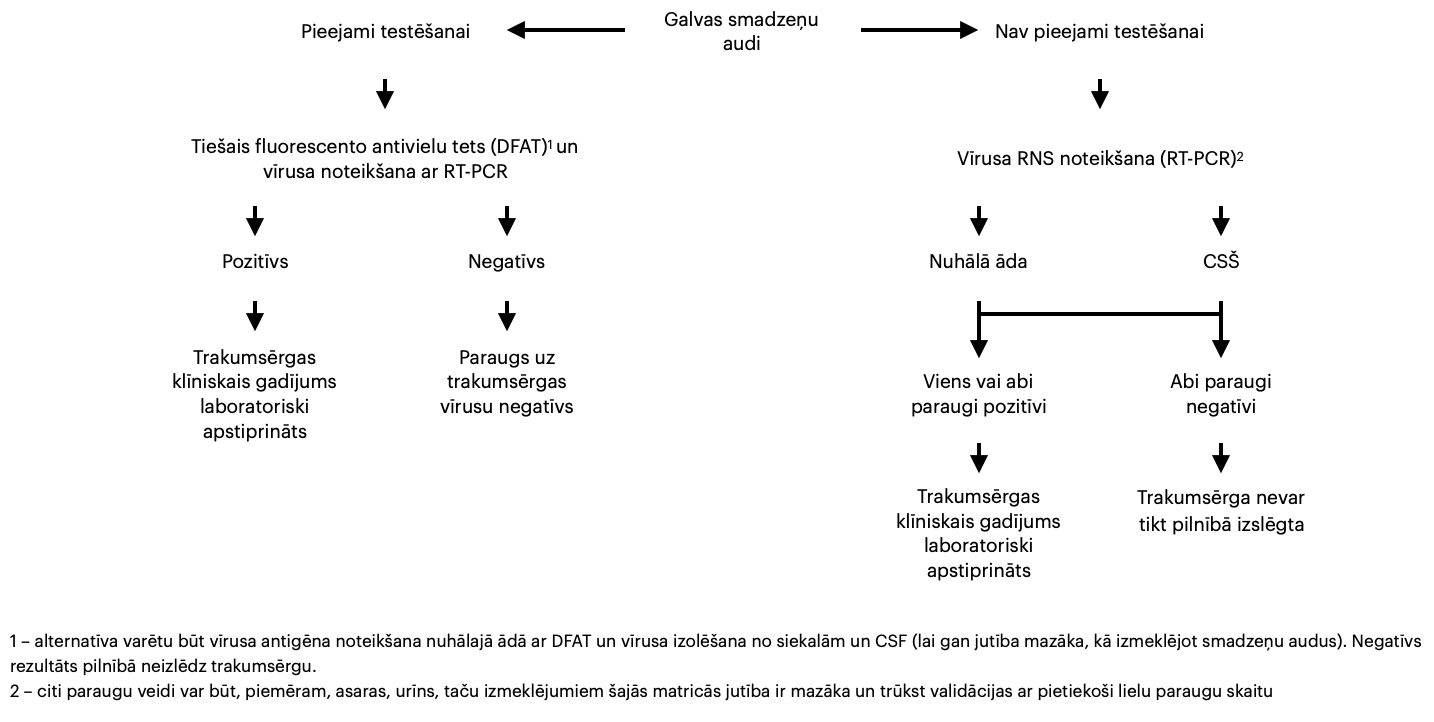 Galvas smadzeņu
audi
Pieejami testēšanai
Nav pieejami testēšanai
Tiešais fluorescento antivielu tets (DFAT)¹ un
vīrusa noteikšana ar RT-PCR
Vīrusa RNS noteikšana (RT-PCR)²
Pozitīvs
Negatīvs
Nuhālā āda
CSŠ
Trakumsērgas
klīniskais gadījums
laboratoriski
apstiprināts
Paraugs uz
trakumsērgas
vīrusu negatīvs
Viens vai abi
paraugi pozitīvi
Abi paraugi
negatīvi
Trakumsērgas
klīniskais gadījums
laboratoriski
apstiprināts
Trakumsērga nevar
tikt pilnībā izslēgta
1 – alternatīva varētu būt vīrusa antigēna noteikšana nuhālajā ādā ar DFAT un vīrusa izolēšana no siekalām un CSF (lai gan jutība mazāka, kā izmeklējot smadzeņu audus). Negatīvs
rezultāts pilnībā neizlēdz trakumsērgu.
2 – citi paraugu veidi var būt, piemēram, asaras, urīns, taču izmeklējumiem šajās matricās jutība ir mazāka un trūkst validācijas ar pietiekoši lielu paraugu skaitu